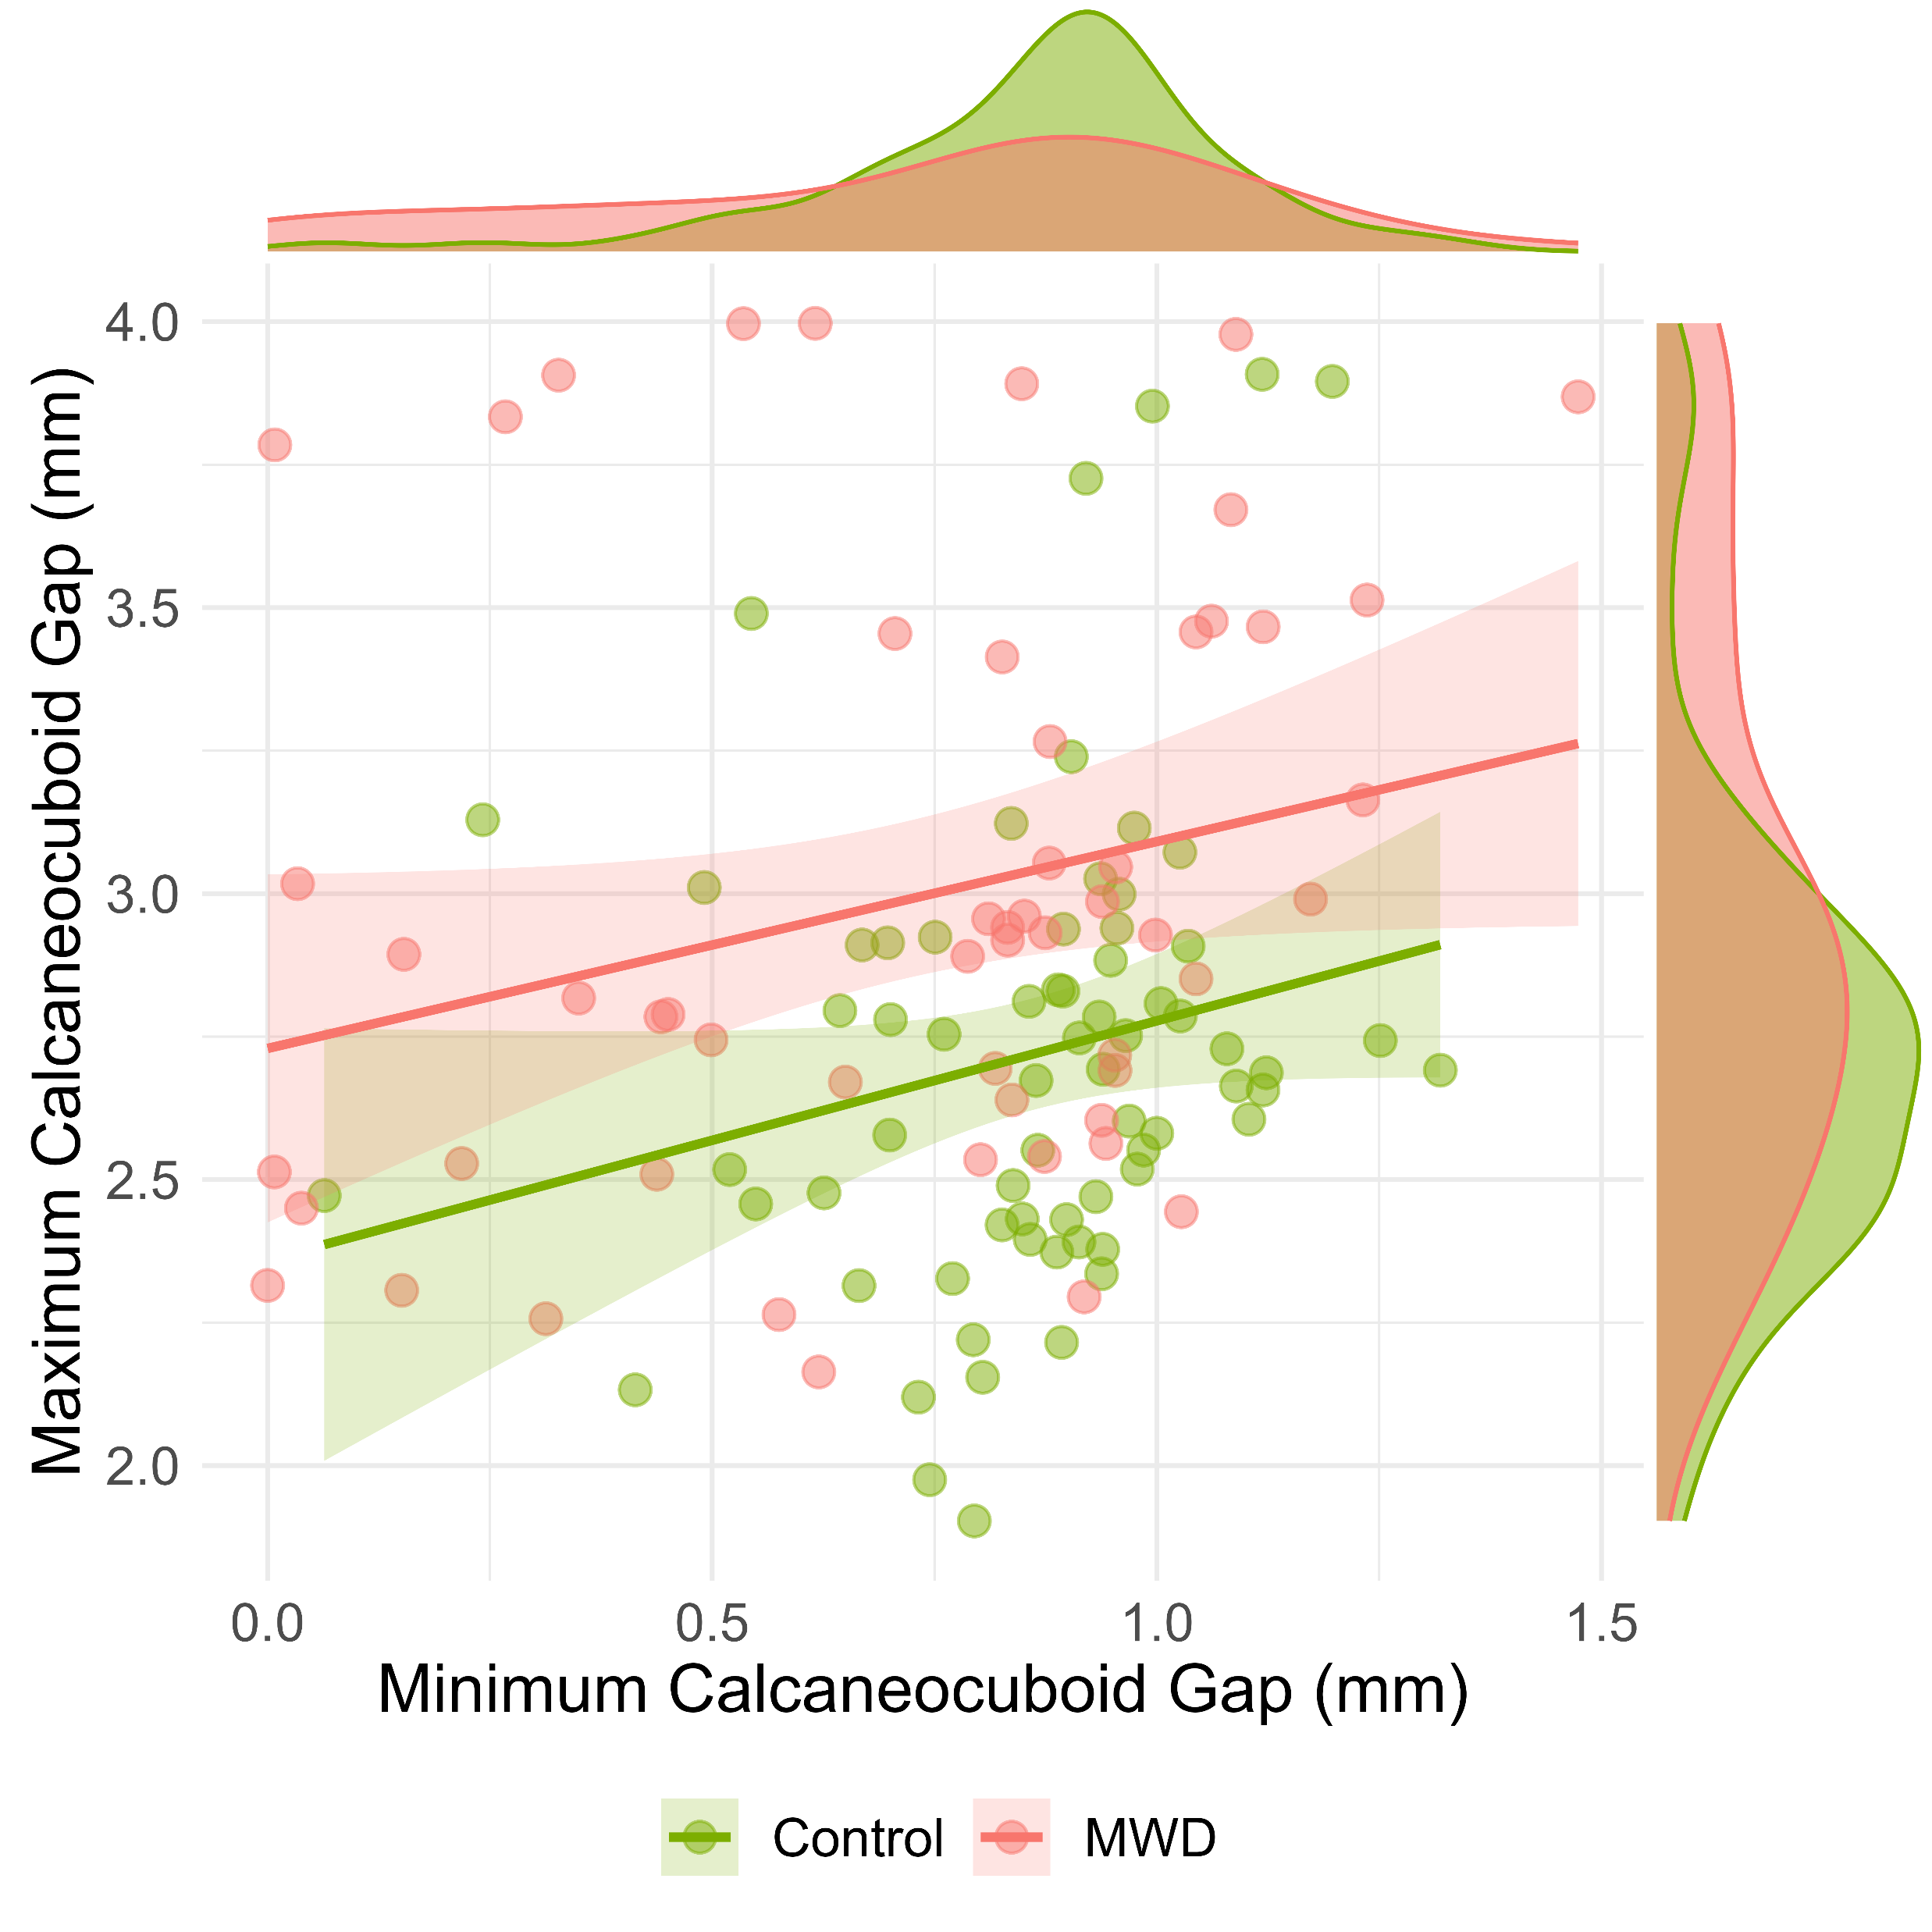 4.0
3.5
3.0
2.5
2.0
Maximum Calcaneocuboid Gap (mm)
0.0 0.5 1.0 1.5
Minimum Calcaneocuboid Gap (mm)
Control MWD